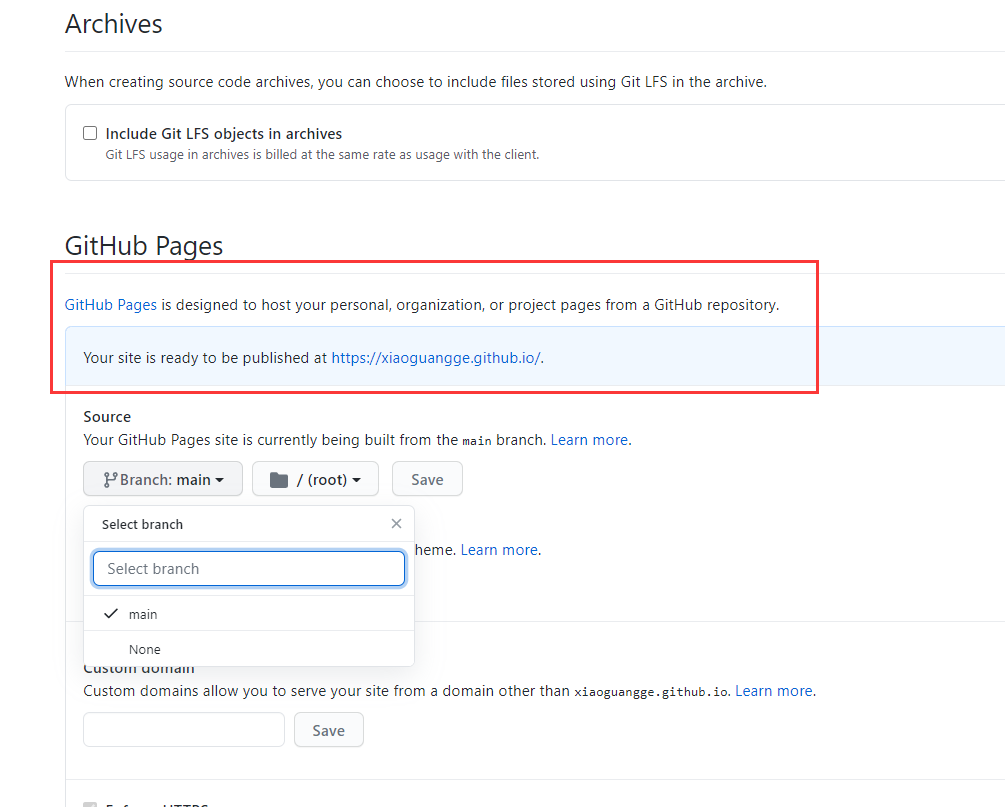 Archives
When creating source code archives, you can choose to include files stored using Git LFS in the archive.
Include Git LFS objects in archives
Git LFS usage in archives is billed at the same rate as usage with the client.
GitHub Pages
GitHub Pages is designed to host your personal, organization, or project pages from a GitHub repository.
Your site is ready to be published at https://xiaoguangge.github.io/.
Source
Your GitHub Pages site is currently being built from the main branch. Learn more.
Branch: main / (root) Save
Select branch
heme. Learn more.
Select branch
main
None
Custom domain
Custom domains allow you to serve your site from a domain other than xiaoguangge.github.io. Learn more.
Save
Enforce HTTPS